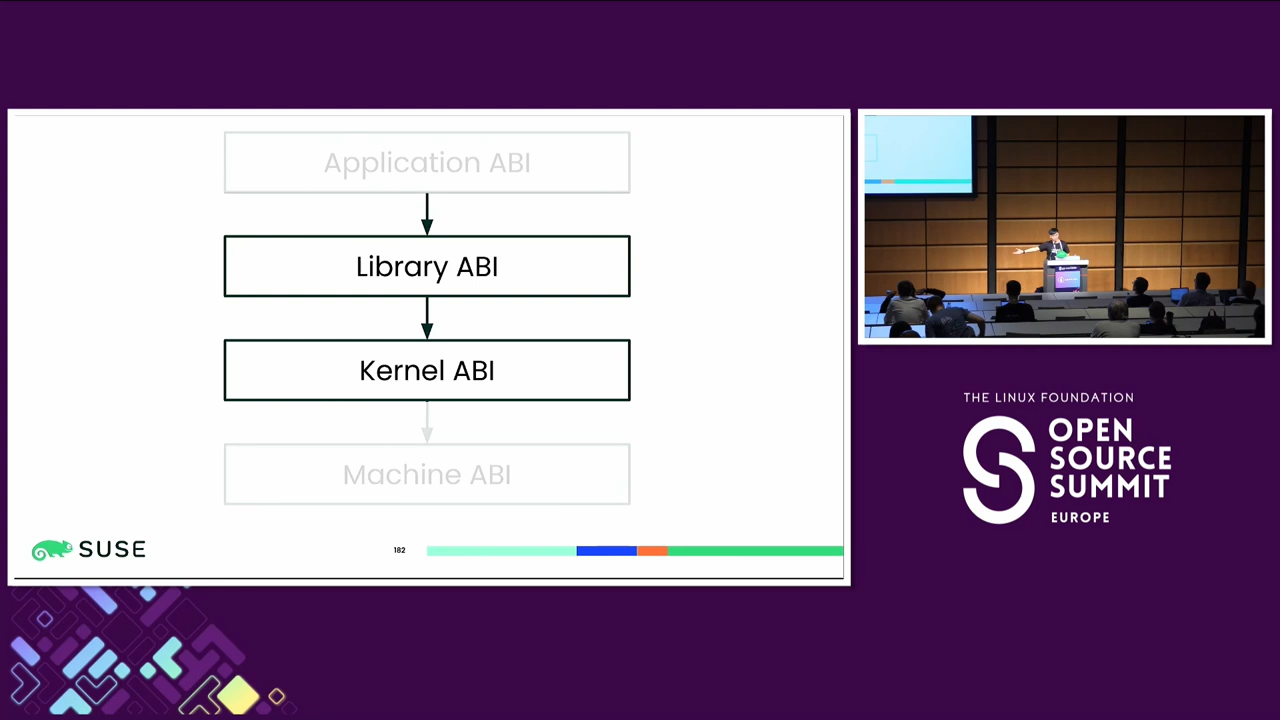 Application ABI
Library ABI
Kernel ABI
Machine ABI
SUSE
182
THE LINUX FOUNDATION
OPEN
SOURCE
SUMMIT
EUROPE